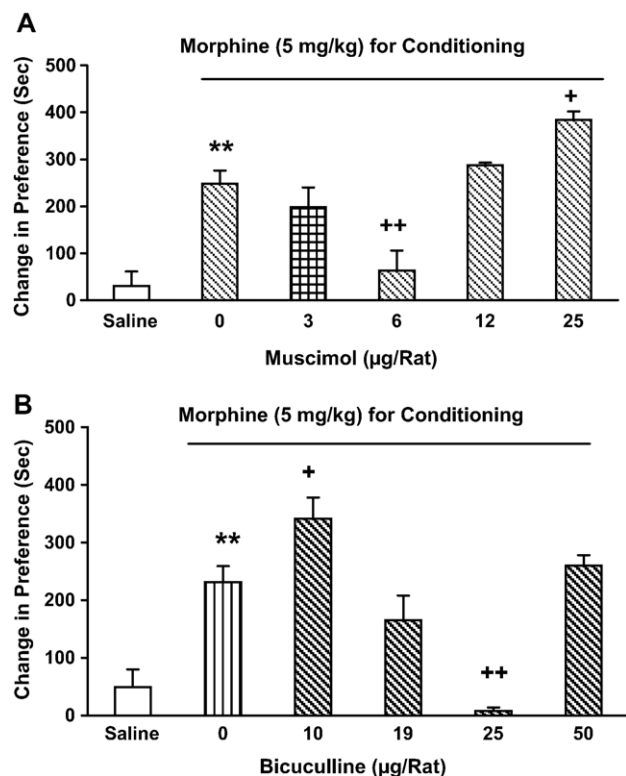 A
Morphine (5 mg/kg) for Conditioning
Change in Preference (Sec)
500
400
300
200
100
0
+
**
++
Saline 0 3 6 12 25
Muscimol (µg/Rat)
B
Morphine (5 mg/kg) for Conditioning
Change in Preference (Sec)
500
400
300
200
100
0
+
**
++
Saline 0 10 19 25 50
Bicuculline (µg/Rat)